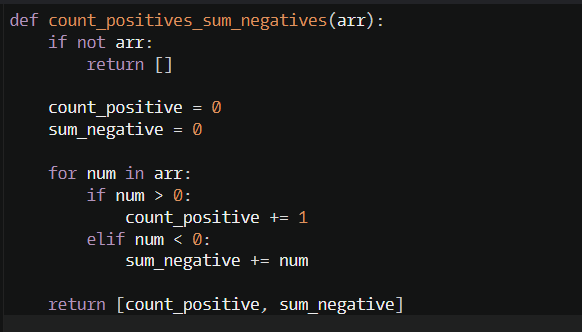 def count_positives_sum_negatives(arr):
    if not arr:
        return []

    count_positive = 0
    sum_negative = 0

    for num in arr:
        if num > 0:
            count_positive += 1
        elif num < 0:
            sum_negative += num

    return [count_positive, sum_negative]